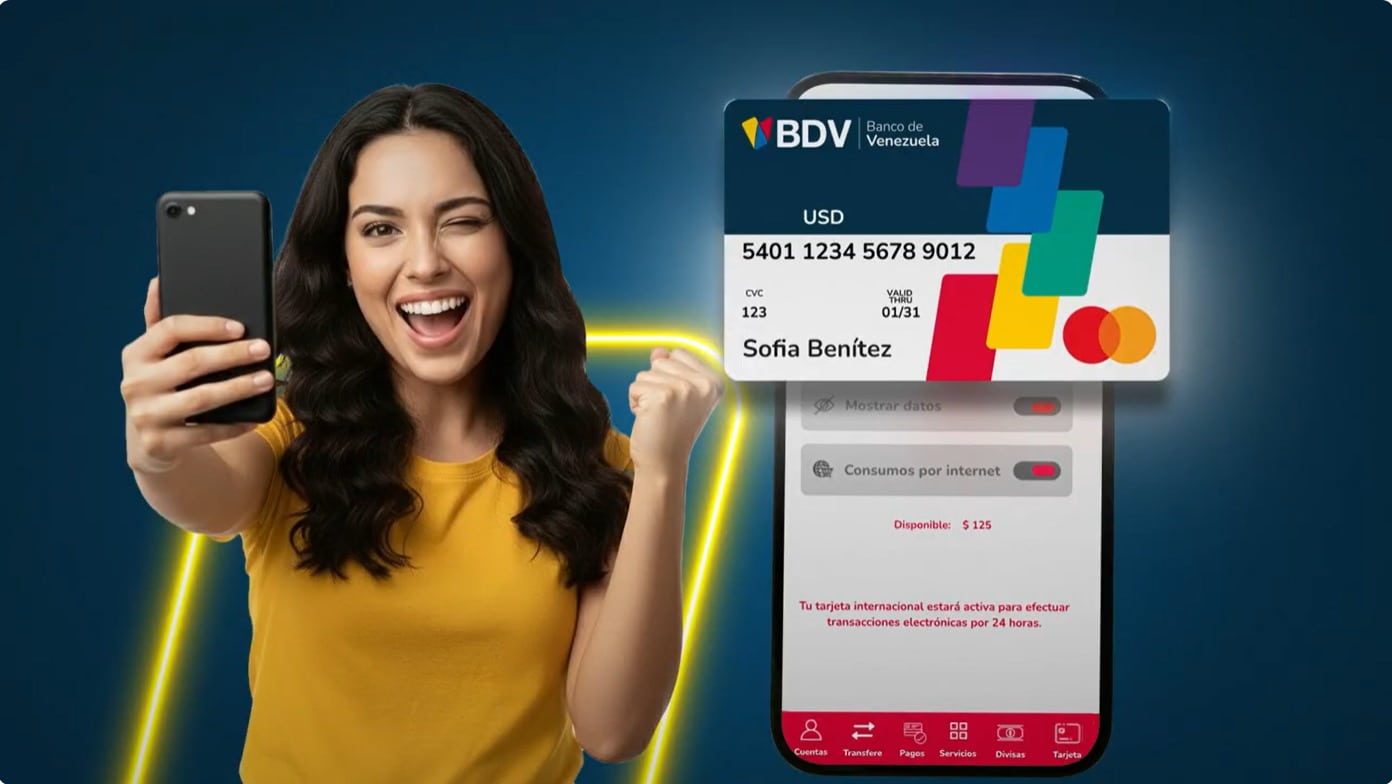 BDV
Banco de
Venezuela
USD
5401 1234 5678 9012
CVC
123
VALID
THRU
01/31
Sofia Benítez
Mostrar datos
Consumos por internet
Disponible: $ 125
Tu tarjeta internacional estará activa para efectuar
transacciones electrónicas por 24 horas.
Cuentas Transfere Pagos Servicios Divisas Tarjeta